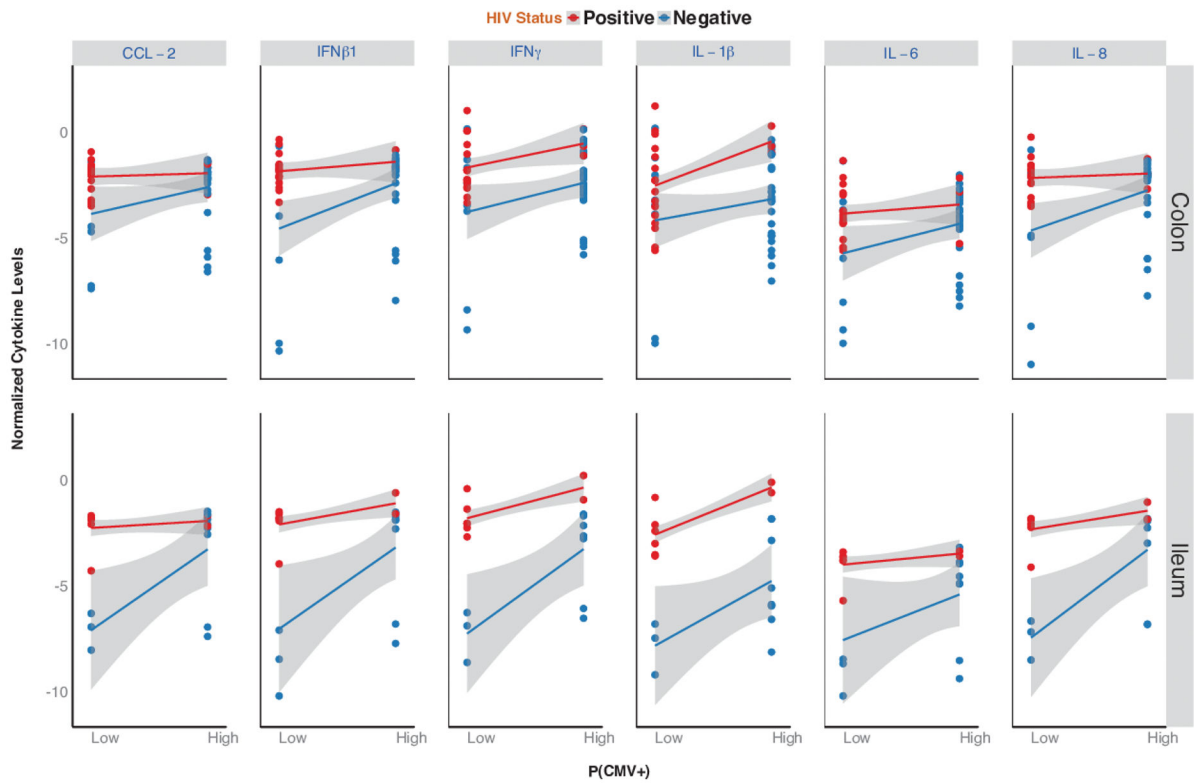 HIV Status Positive Negative
CCL – 2 IFNβ1 IFNγ IL – 1β IL – 6 IL – 8
0
-5
-10
Colon
Normalized Cytokine Levels
0
-5
-10
Ileum
Low High Low High Low High Low High Low High Low High
P(CMV+)